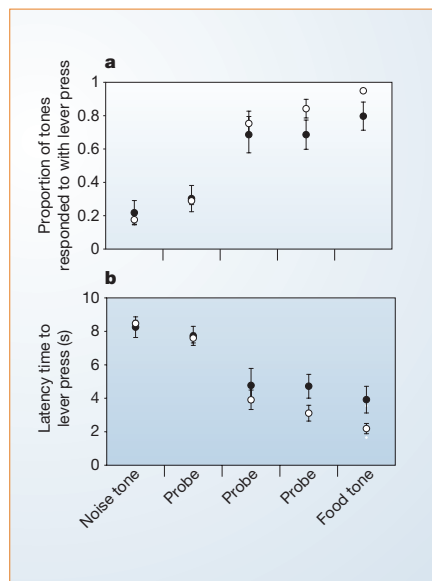 a
Proportion of tones
responded to with lever press
1
0.8
0.6
0.4
0.2
0
b
Latency time to
lever press (s)
10
8
6
4
2
0
Noise tone
Probe
Probe
Probe
Food tone